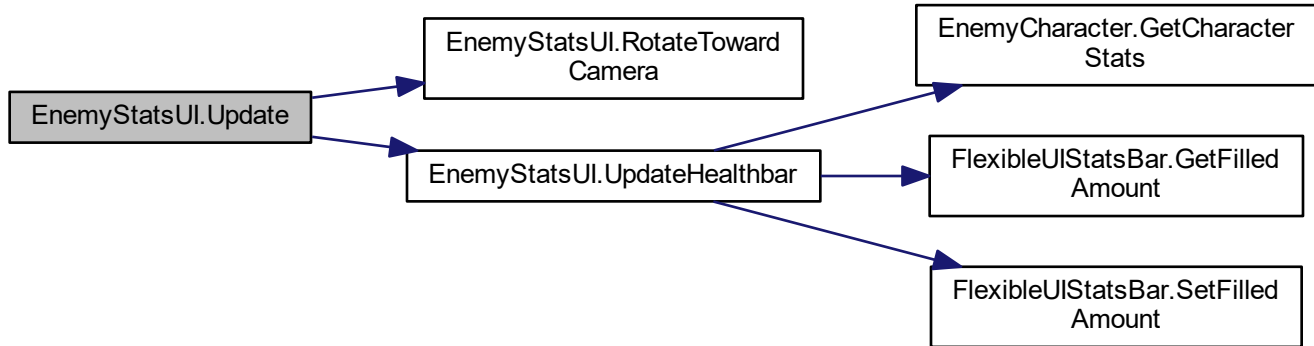 EnemyStatsUI.Update
EnemyStatsUI.RotateToward
Camera
EnemyStatsUI.UpdateHealthbar
EnemyCharacter.GetCharacter
Stats
FlexibleUIStatsBar.GetFilled
Amount
FlexibleUIStatsBar.SetFilled
Amount